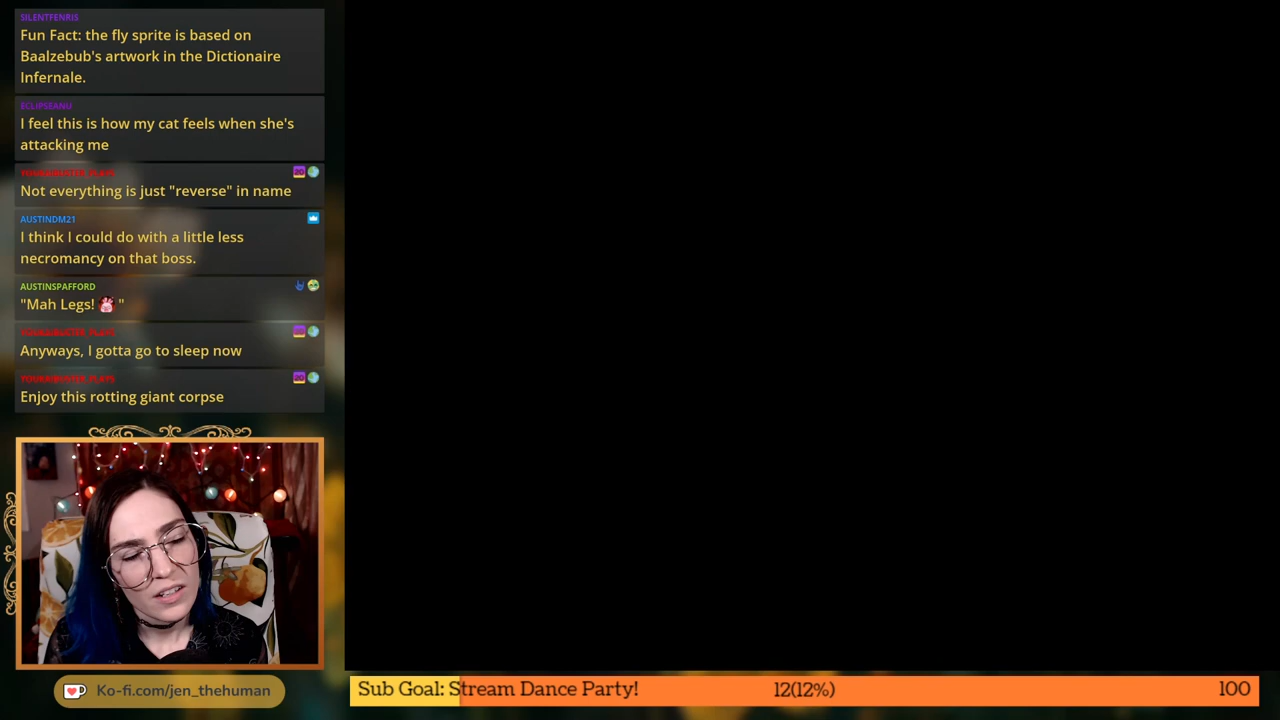 SILENTFENRIS
Fun Fact: the fly sprite is based on
Baalzebub's artwork in the Dictionaire
Infernale.
ECLIPSEANU
I feel this is how my cat feels when she's
attacking me
Not everything is just "reverse" in name
AUSTINDM21
I think I could do with a little less
necromancy on that boss.
AUSTINSPAFFORD
"Mah Legs! "
Anyways, I gotta go to sleep now
Enjoy this rotting giant corpse
Ko-fi.com/jen_thehuman
Sub Goal: Stream Dance Party! 12(12%) 100